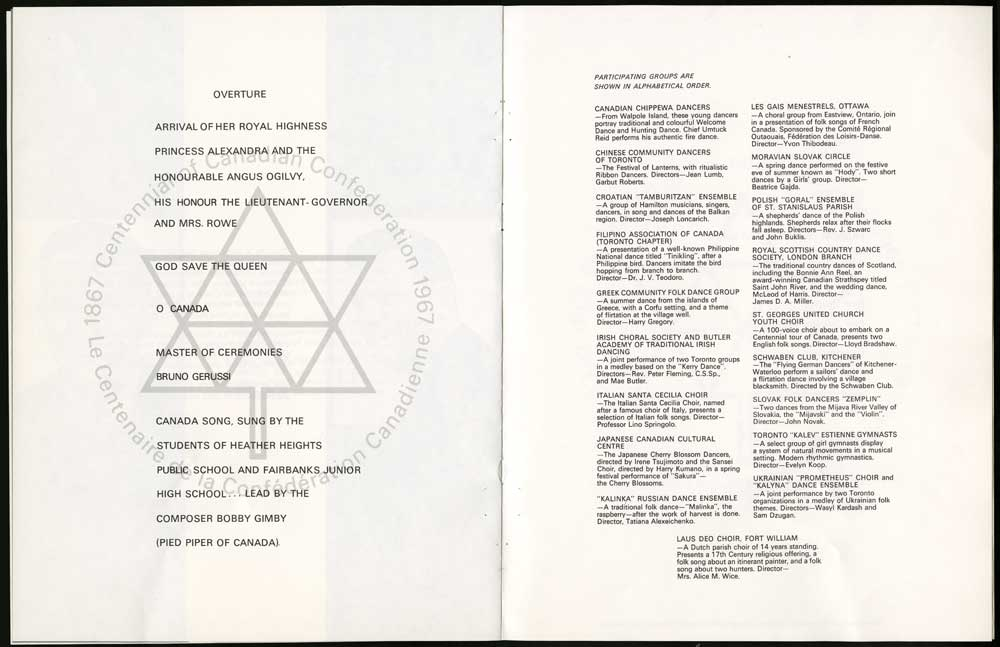 OVERTURE
ARRIVAL OF HER ROYAL HIGHNESS
PRINCESS ALEXANDRA AND THE
HONOURABLE ANGUS OGILVY,
HIS HONOUR THE LIEUTENANT-GOVERNOR
AND MRS. ROWE
GOD SAVE THE QUEEN
O CANADA
MASTER OF CEREMONIES
BRUNO GERUSSI
CANADA SONG, SUNG BY THE
STUDENTS OF HEATHER HEIGHTS
PUBLIC SCHOOL AND FAIRBANKS JUNIOR
HIGH SCHOOL... LEAD BY THE
COMPOSER BOBBY GIMBY
(PIED PIPER OF CANADA).
1867 Centennial of Canadian Confederation 1967
Le Centenaire de la Confédération Canadienne
PARTICIPATING GROUPS ARE
SHOWN IN ALPHABETICAL ORDER.
CANADIAN CHIPPEWA DANCERS
—From Walpole Island, these young dancers
portray traditional and colourful Welcome
Dance and Hunting Dance. Chief Umtuck
Reid performs his authentic fire dance.
CHINESE COMMUNITY DANCERS
OF TORONTO
—The Festival of Lanterns, with ritualistic
Ribbon Dancers. Directors—Jean Lumb,
Garbut Roberts.
CROATIAN "TAMBURITZAN" ENSEMBLE
—A group of Hamilton musicians, singers,
dancers, in song and dances of the Balkan
region. Director—Joseph Loncarich.
FILIPINO ASSOCIATION OF CANADA
(TORONTO CHAPTER)
—A presentation of a well-known Philippine
National dance titled "Tinikling", after a
Philippine bird. Dancers imitate the bird
hopping from branch to branch.
Director—Dr. J. V. Teodoro.
GREEK COMMUNITY FOLK DANCE GROUP
—A summer dance from the islands of
Greece, with a Corfu setting, and a theme
of flirtation at the village well.
Director—Harry Gregory.
IRISH CHORAL SOCIETY AND BUTLER
ACADEMY OF TRADITIONAL IRISH
DANCING
—A joint performance of two Toronto groups
in a medley based on the "Kerry Dance".
Directors—Rev. Peter Fleming, C.S.Sp.,
and Mae Butler.
ITALIAN SANTA CECILIA CHOIR
—The Italian Santa Cecilia Choir, named
after a famous choir of Italy, presents a
selection of Italian folk songs. Director—
Professor Lino Springolo.
JAPANESE CANADIAN CULTURAL
CENTRE
—The Japanese Cherry Blossom Dancers,
directed by Irene Tsujimoto and the Sansei
Choir, directed by Harry Kumano, in a spring
festival performance of "Sakura"—
the Cherry Blossoms.
"KALINKA" RUSSIAN DANCE ENSEMBLE
—A traditional folk dance—"Malinka", the
raspberry—after the work of harvest is done.
Director, Tatiana Alexeichenko.
LES GAIS MENESTRELS, OTTAWA
—A choral group from Eastview, Ontario, join
in a presentation of folk songs of French
Canada. Sponsored by the Comité Régional
Outaouais, Fédération des Loisirs-Danse.
Director—Yvon Thibodeau.
MORAVIAN SLOVAK CIRCLE
—A spring dance performed on the festive
eve of summer known as "Hody". Two short
dances by a Girls' group. Director—
Beatrice Gajda.
POLISH "GORAL" ENSEMBLE
OF ST. STANISLAUS PARISH
—A shepherds' dance of the Polish
highlands. Shepherds relax after their flocks
fall asleep. Directors—Rev. J. Szwarc
and John Buklis.
ROYAL SCOTTISH COUNTRY DANCE
SOCIETY, LONDON BRANCH
—The traditional country dances of Scotland,
including the Bonnie Ann Reel, an
award-winning Canadian Strathspey titled
Saint John River, and the wedding dance,
McLeod of Harris. Director—
James D. A. Miller.
ST. GEORGES UNITED CHURCH
YOUTH CHOIR
—A 100-voice choir about to embark on a
Centennial tour of Canada, presents two
English folk songs. Director—Lloyd Bradshaw.
SCHWABEN CLUB, KITCHENER
—The "Flying German Dancers" of Kitchener-
Waterloo perform a sailors' dance and
a flirtation dance involving a village
blacksmith. Directed by the Schwaben Club.
SLOVAK FOLK DANCERS "ZEMPLIN"
—Two dances from the Mijava River Valley of
Slovakia, the "Mijavski" and the "Violin",
Director—John Novak.
TORONTO "KALEV" ESTIENNE GYMNASTS
—A select group of girl gymnasts display
a system of natural movements in a musical
setting. Modern rhythmic gymnastics.
Director—Evelyn Koop.
UKRAINIAN "PROMETHEUS" CHOIR and
"KALYNA" DANCE ENSEMBLE
—A joint performance by two Toronto
organizations in a medley of Ukrainian folk
themes. Directors—Wasyl Kardash and
Sam Dzugan.
LAUS DEO CHOIR, FORT WILLIAM
—A Dutch parish choir of 14 years standing.
Presents a 17th Century religious offering, a
folk song about an itinerant painter, and a folk
song about two hunters. Director—
Mrs. Alice M. Wice.